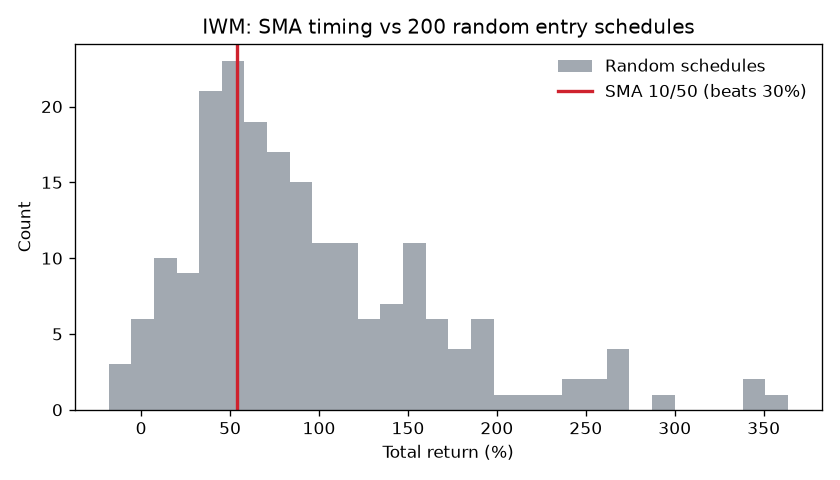 IWM: SMA timing vs 200 random entry schedules
Random schedules
SMA 10/50 (beats 30%)
Count
20
15
10
5
0
0 50 100 150 200 250 300 350
Total return (%)